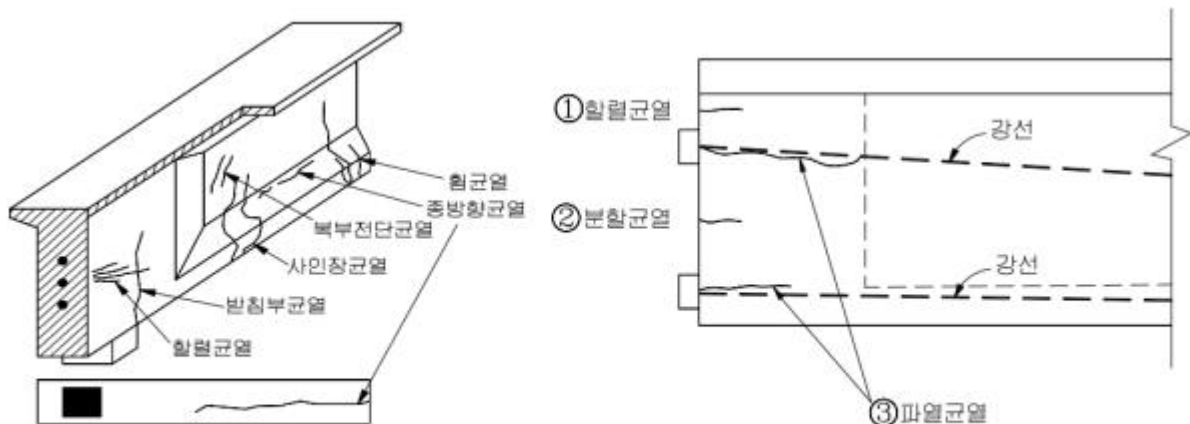 휨균열
종방향균열
복부전단균열
사인장균열
받침부균열
할렬균열
①할렬균열
강선
②분할균열
강선
③파열균열